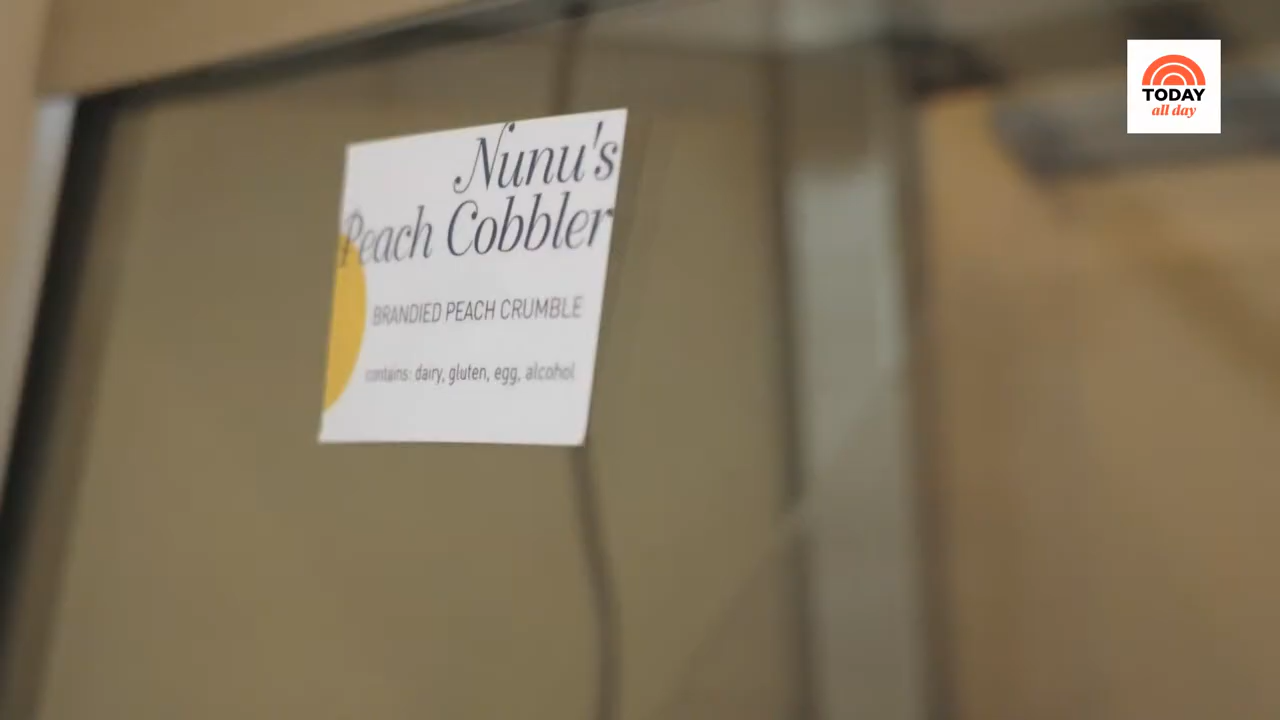 Nunu's
Peach Cobbler
BRANDIED PEACH CRUMBLE
contains: dairy, gluten, egg, alcohol
TODAY
all day